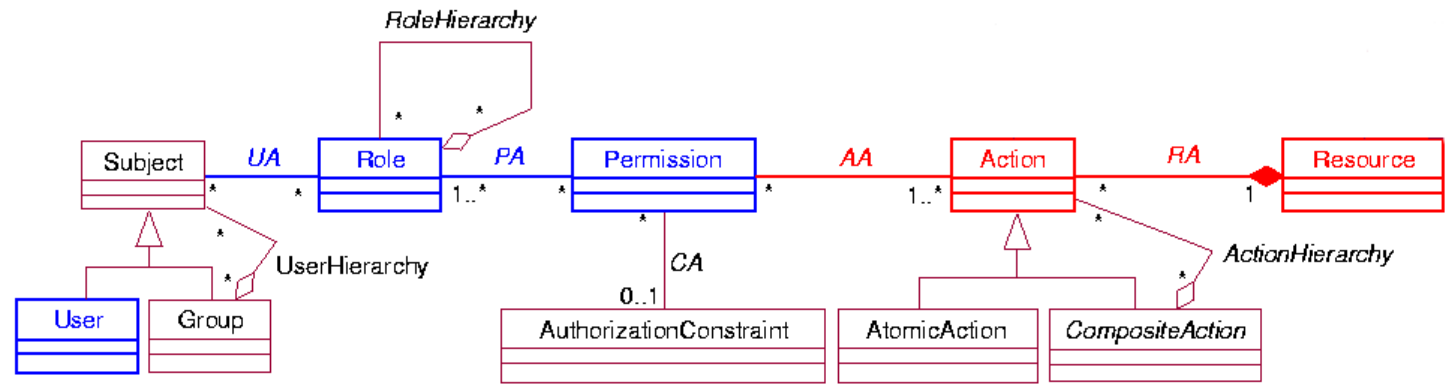 RoleHierarchy
* *
Subject UA Role PA Permission AA Action RA Resource
* * 1..* * * 1..* * 1
* * *
UserHierarchy CA ActionHierarchy
* *
0..1
User Group AuthorizationConstraint AtomicAction CompositeAction